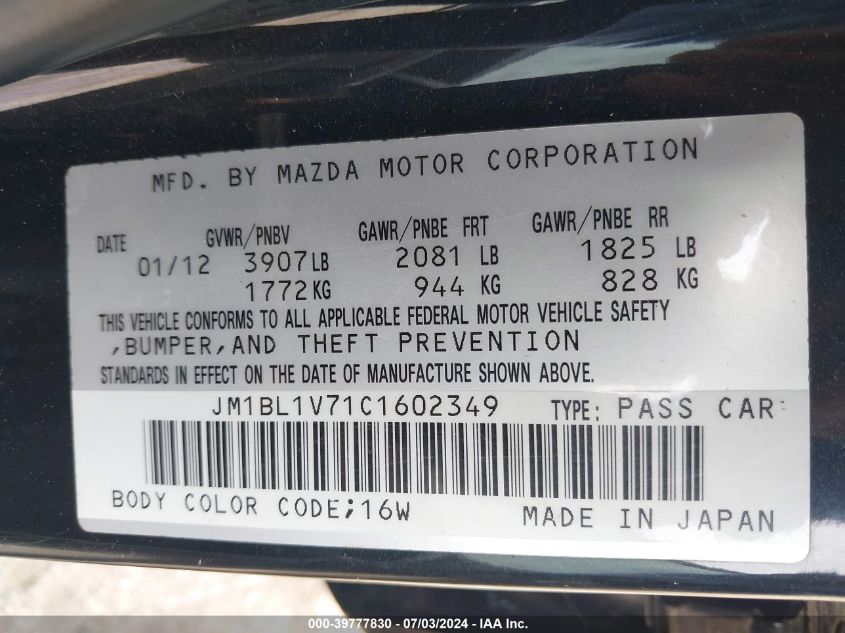 MFD. BY MAZDA MOTOR CORPORATION
DATE GVWR/PNBV GAWR/PNBE FRT GAWR/PNBE RR
01/12 3907LB 2081 LB 1825 LB
1772KG 944 KG 828 KG
THIS VEHICLE CONFORMS TO ALL APPLICABLE FEDERAL MOTOR VEHICLE SAFETY
,BUMPER,AND THEFT PREVENTION
STANDARDS IN EFFECT ON THE DATE OF MANUFACTURE SHOWN ABOVE.
JM1BL1V71C1602349 TYPE: PASS CAR
BODY COLOR CODE;16W MADE IN JAPAN
000-39777830 - 07/03/2024 - IAA Inc.